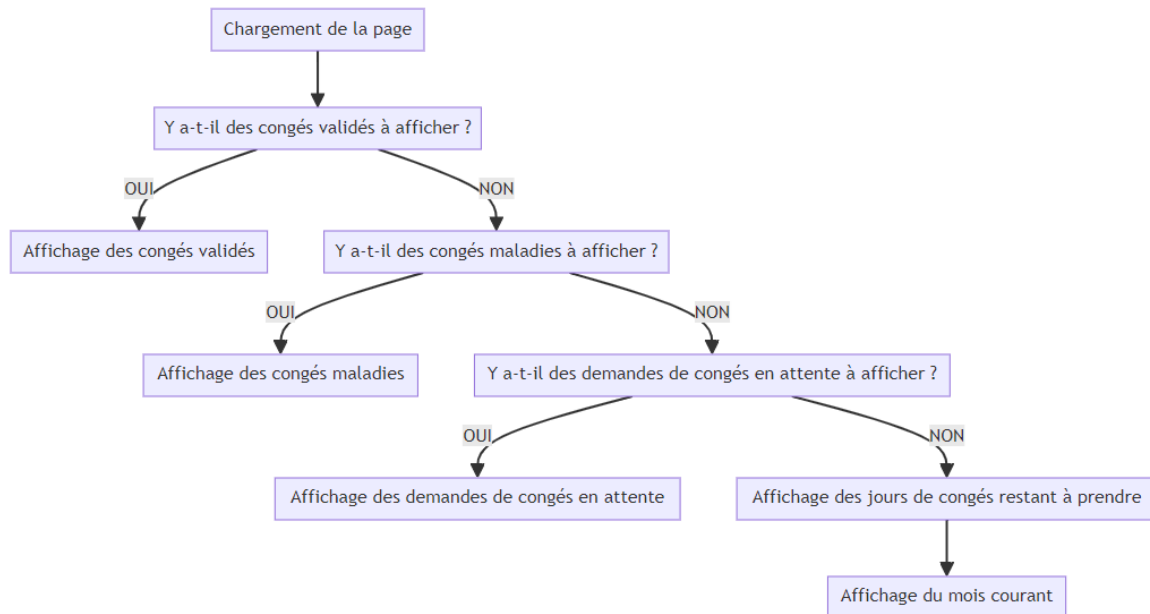 Chargement de la page
Y a-t-il des congés validés à afficher ?
OUI
NON
Affichage des congés validés
Y a-t-il des congés maladies à afficher ?
OUI
NON
Affichage des congés maladies
Y a-t-il des demandes de congés en attente à afficher ?
OUI
NON
Affichage des demandes de congés en attente
Affichage des jours de congés restant à prendre
Affichage du mois courant